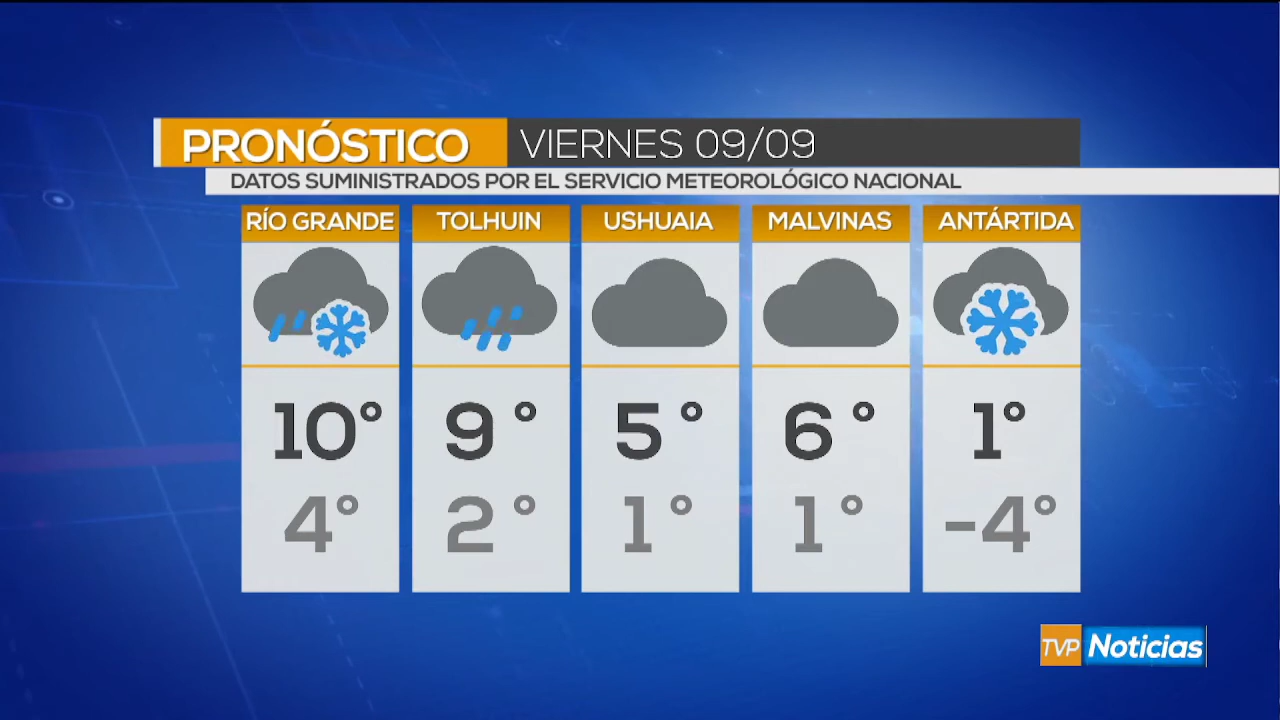 PRONÓSTICO VIERNES 09/09
DATOS SUMINISTRADOS POR EL SERVICIO METEOROLÓGICO NACIONAL
RÍO GRANDE TOLHUIN USHUAIA MALVINAS ANTÁRTIDA
10° 9° 5° 6° 1°
4° 2° 1° 1° -4°
TVP Noticias